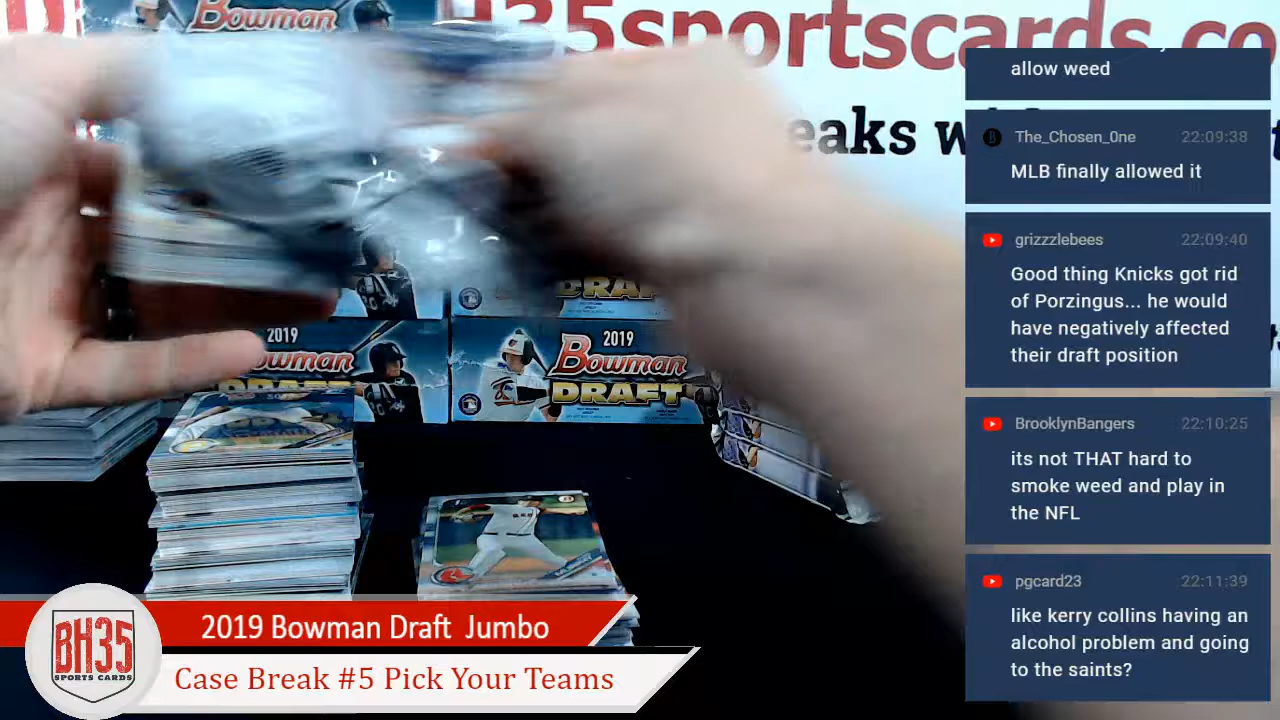 Bowman
H35sportscards.co
eaks w
2019
Bowman
DRAFT
2019
Bowman
DRAFT
DRAFT
allow weed
The_Chosen_0ne 22:09:38
MLB finally allowed it
grizzzlebees 22:09:40
Good thing Knicks got rid
of Porzingus... he would
have negatively affected
their draft position
BrooklynBangers 22:10:25
its not THAT hard to
smoke weed and play in
the NFL
pgcard23 22:11:39
like kerry collins having an
alcohol problem and going
to the saints?
BH35
SPORTS CARDS
2019 Bowman Draft Jumbo
Case Break #5 Pick Your Teams